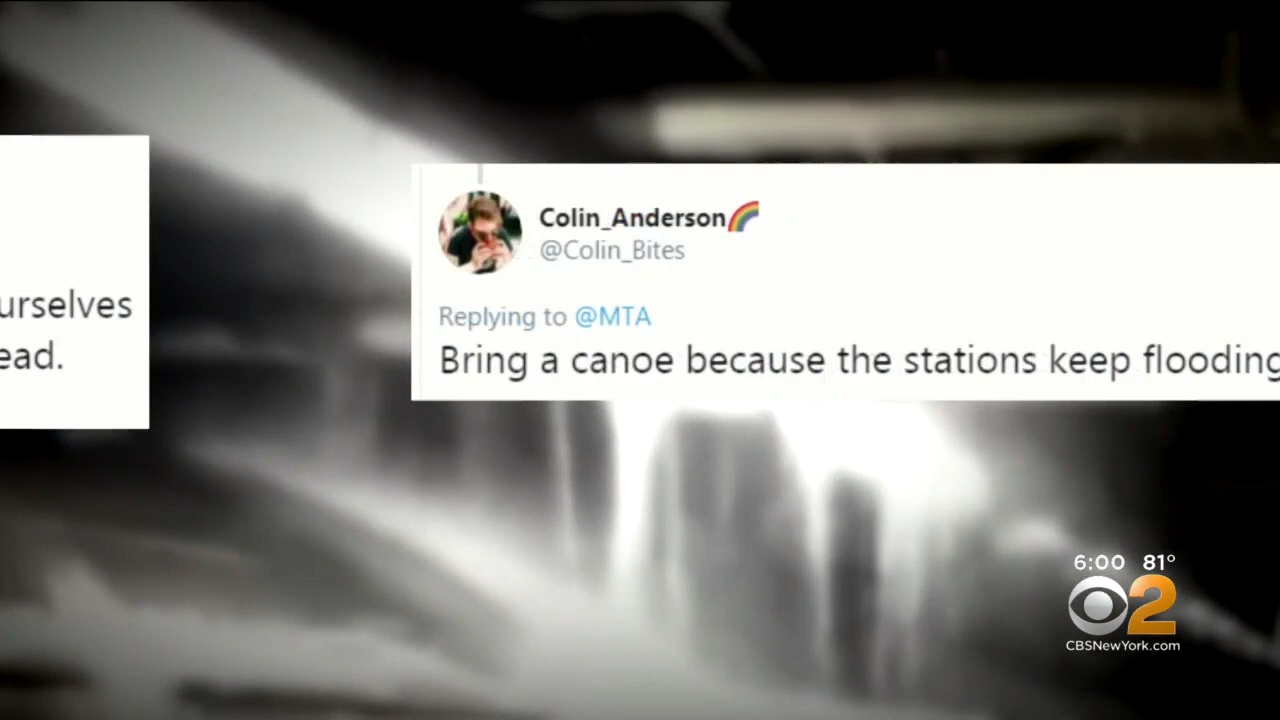 urselves
ead.
Colin_Anderson🌈
@Colin_Bites
Replying to @MTA
Bring a canoe because the stations keep flooding
6:00 81°
2
CBSNewYork.com